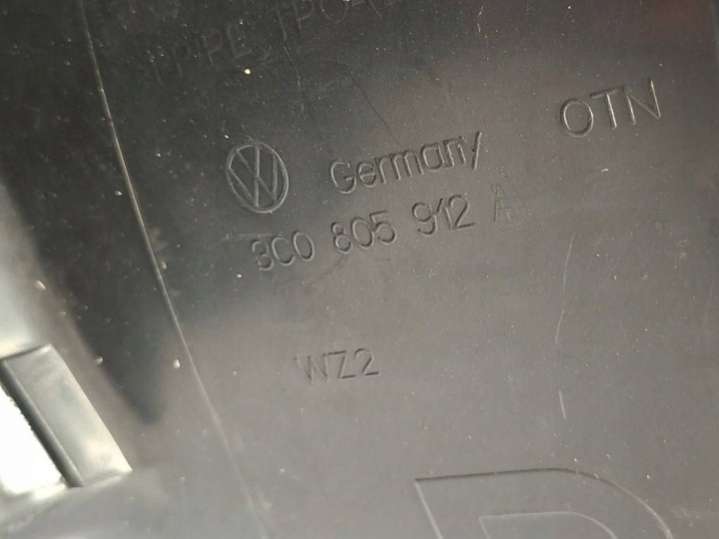 OTN
Germany
3C0 805 912 A
WZ2